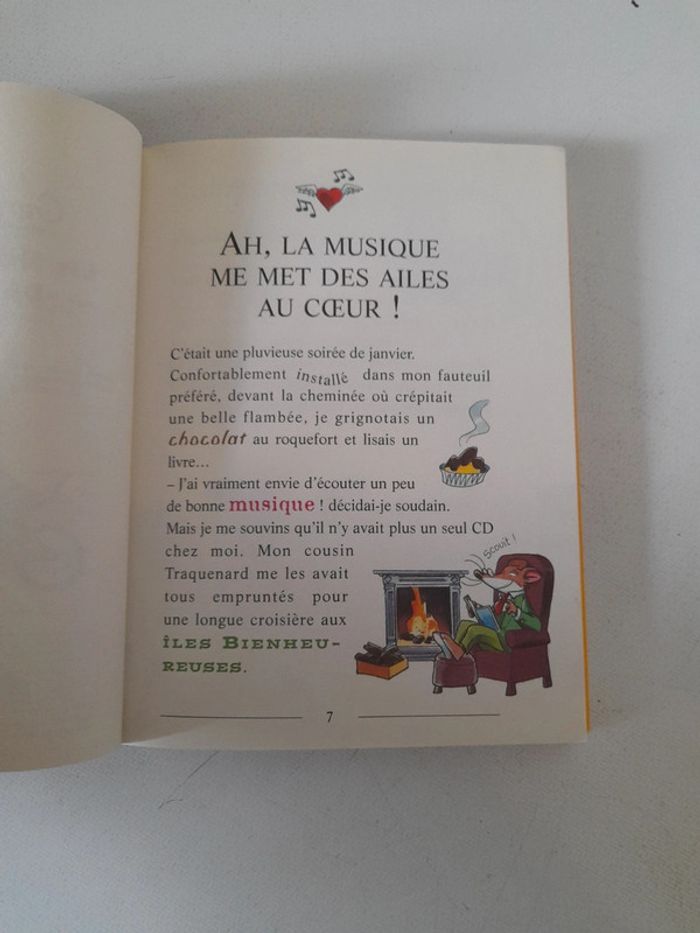 AH, LA MUSIQUE
ME MET DES AILES
AU CŒUR !
C'était une pluvieuse soirée de janvier.
Confortablement installé dans mon fauteuil
préféré, devant la cheminée où crépitait
une belle flambée, je grignotais un
chocolat au roquefort et lisais un
livre...
– J'ai vraiment envie d'écouter un peu
de bonne musique ! décidai-je soudain.
Mais je me souvins qu'il n'y avait plus un seul CD
chez moi. Mon cousin
Traquenard me les avait
tous empruntés pour
une longue croisière aux
ÎLES BIENHEU-
REUSES.
scouit !
7